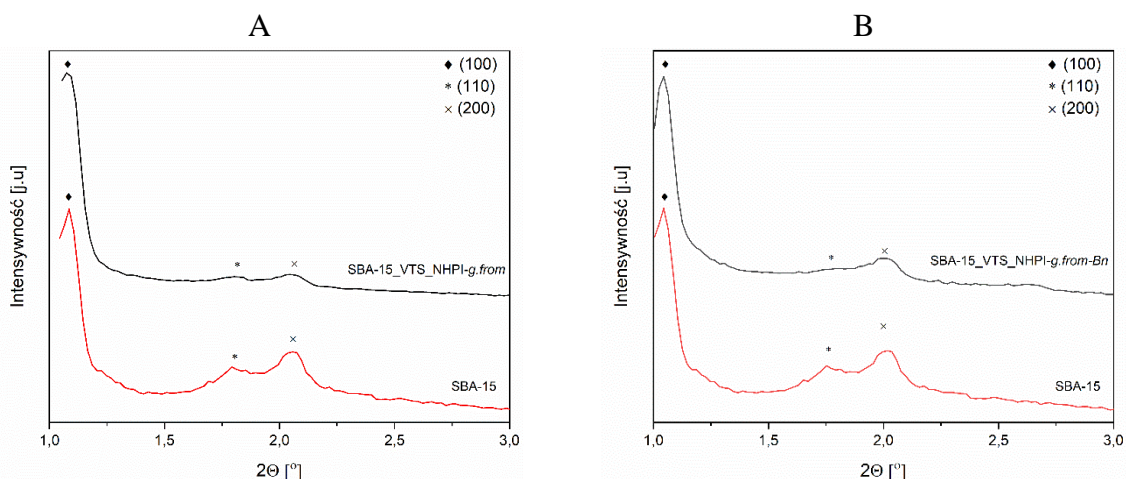 A
♦ (100)
* (110)
× (200)
♦
♦
* ×
SBA-15_VTS_NHPI-g.from
* ×
SBA-15
Intensywność [j.u]
1,0 1,5 2,0 2,5 3,0
2Θ [°]
B
♦ (100)
* (110)
× (200)
♦
♦
* ×
SBA-15_VTS_NHPI-g.from-Bn
* ×
SBA-15
Intensywność [j.u]
1,0 1,5 2,0 2,5 3,0
2Θ [°]